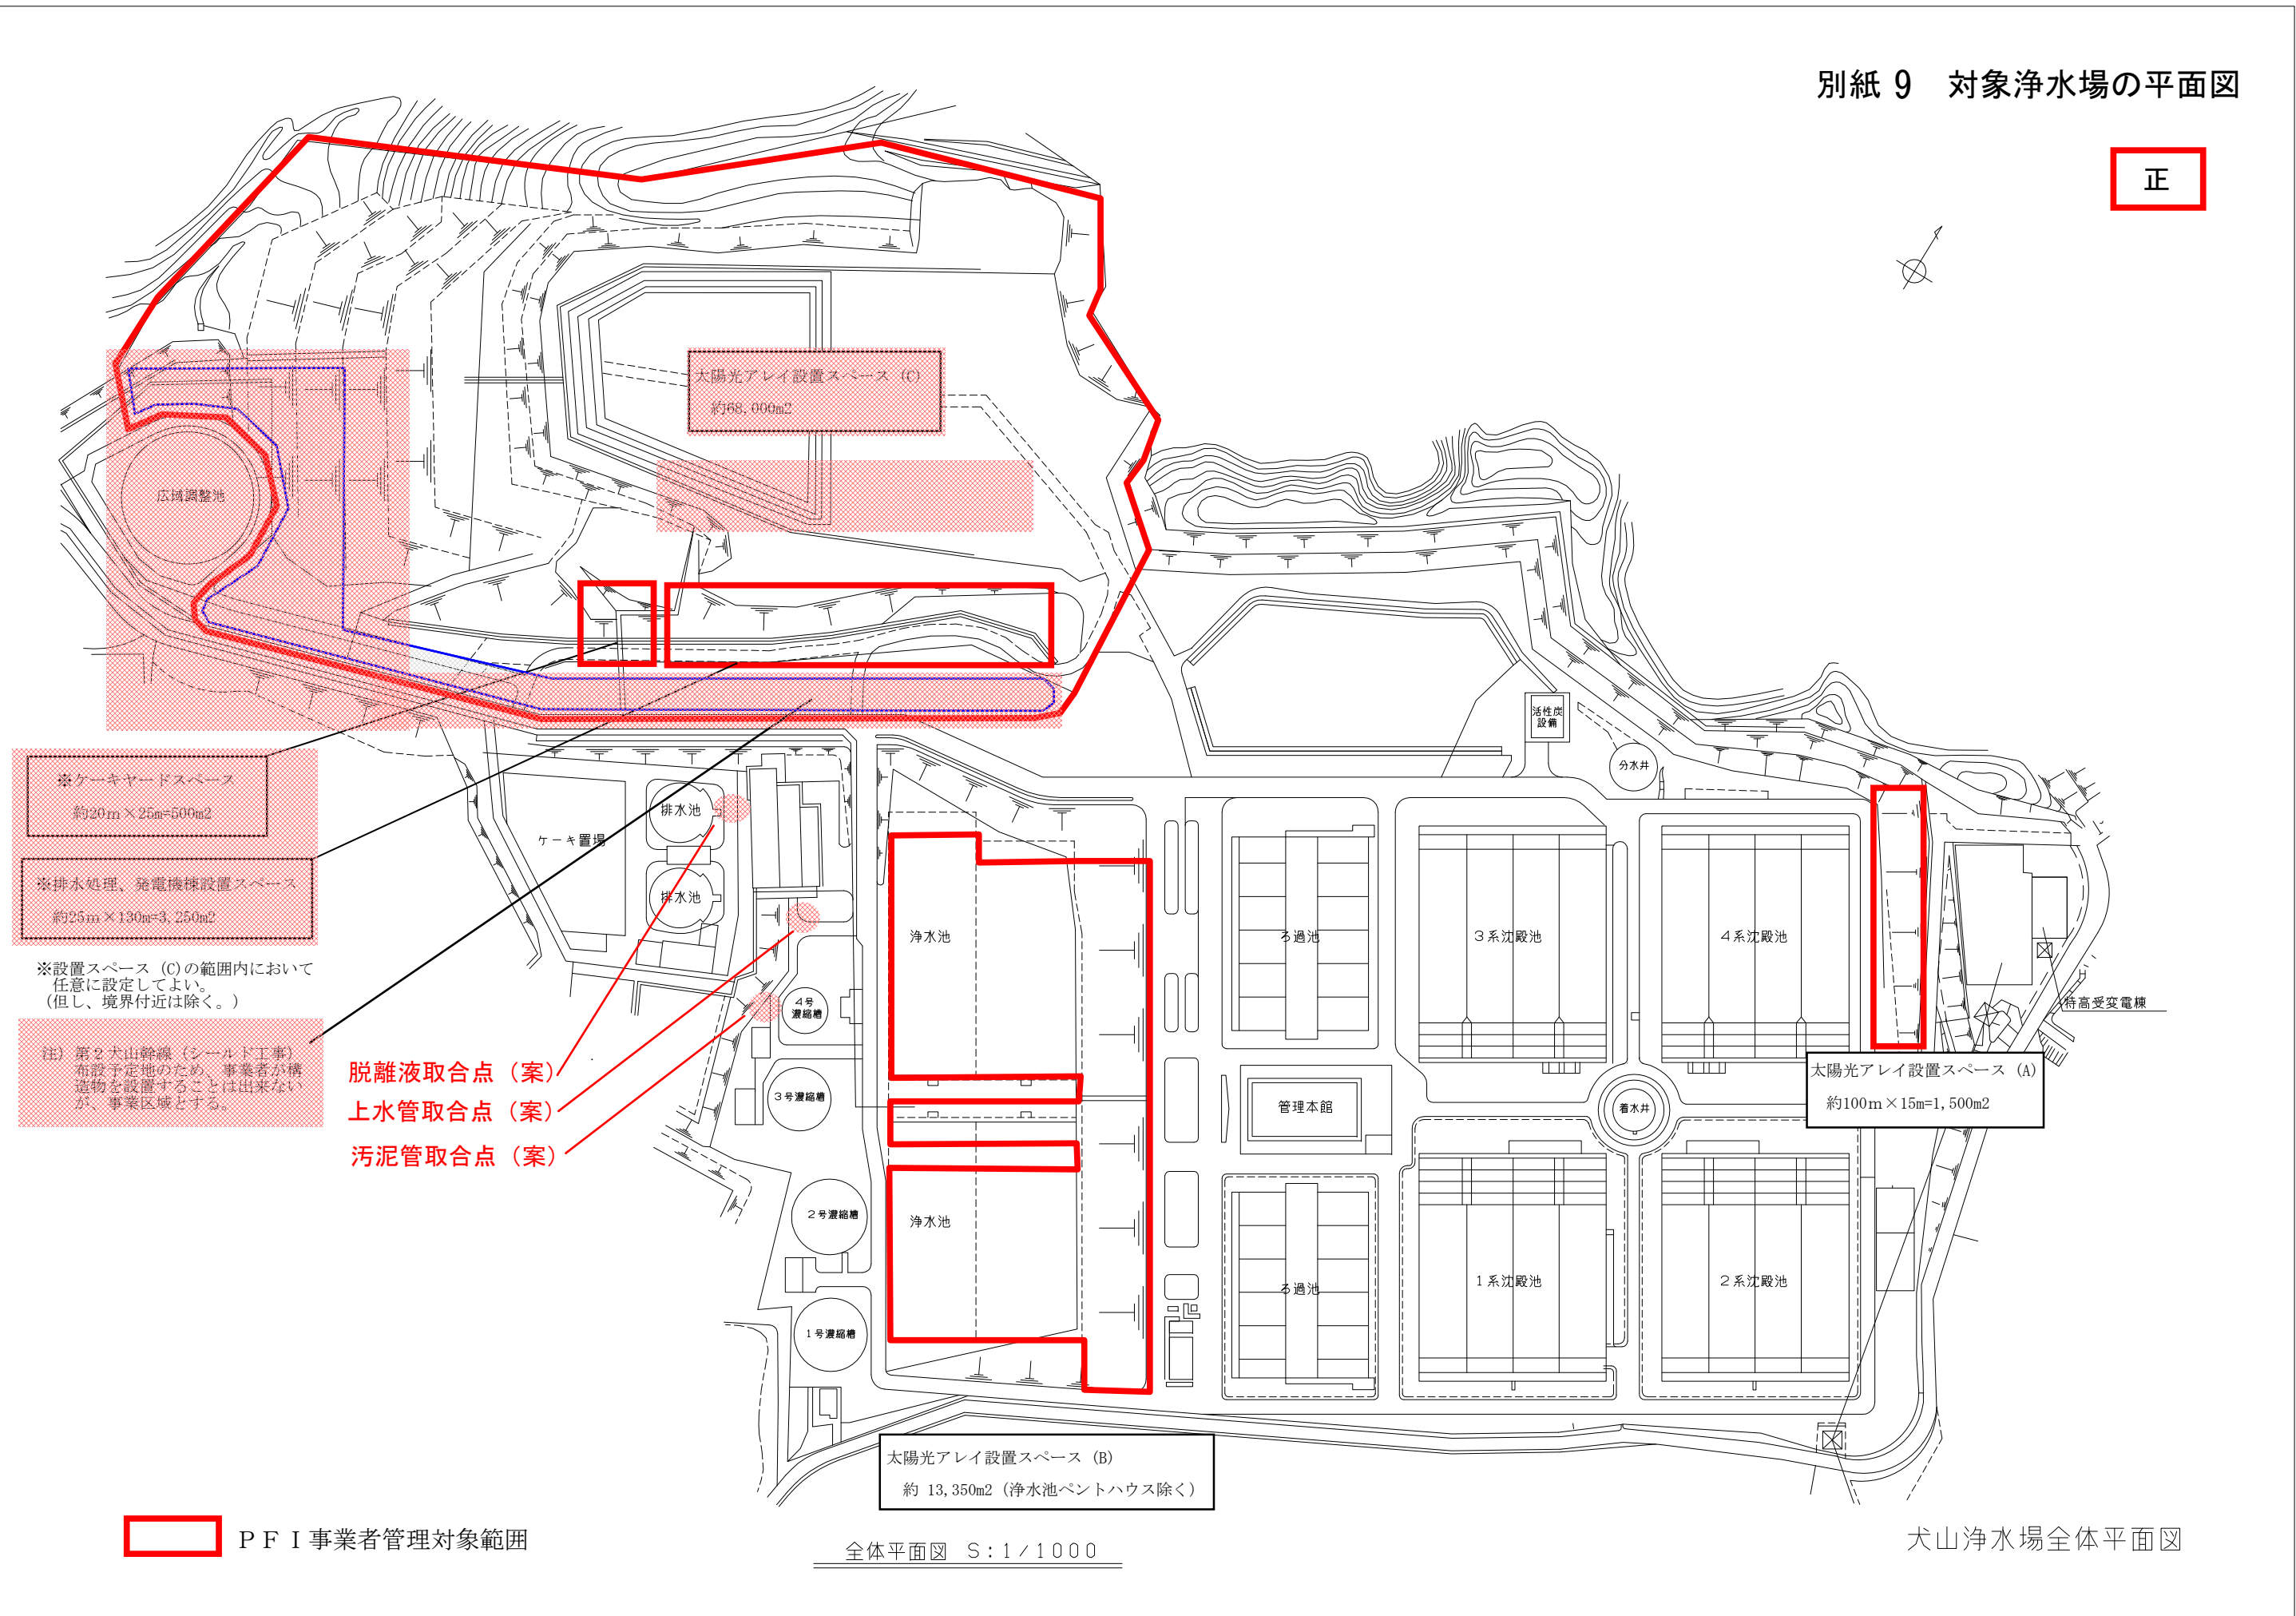 別紙９　対象浄水場の平面図
正
太陽光アレイ設置スペース（C）
約68,000m2
広域調整池
活性炭
設備
分水井
※ケーキヤードスペース
約20ｍ×25m=500m2
※排水処理、発電機棟設置スペース
約25ｍ×130m=3,250m2
※設置スペース（C)の範囲内において
任意に設定してよい。
（但し、境界付近は除く。）
注）第２犬山幹線（シールド工事）
布設予定地のため、事業者が構
造物を設置することは出来ない
が、事業区域とする。
ケーキ置場
排水池
排水池
４号
濃縮槽
３号濃縮槽
２号濃縮槽
１号濃縮槽
脱離液取合点（案）
上水管取合点（案）
汚泥管取合点（案）
浄水池
浄水池
ろ過池
ろ過池
管理本館
３系沈殿池
４系沈殿池
着水井
１系沈殿池
２系沈殿池
特高受変電棟
太陽光アレイ設置スペース（A）
約100ｍ×15m=1,500m2
太陽光アレイ設置スペース（B）
約 13,350m2（浄水池ペントハウス除く）
ＰＦＩ事業者管理対象範囲
全体平面図　Ｓ：１／１０００
犬山浄水場全体平面図